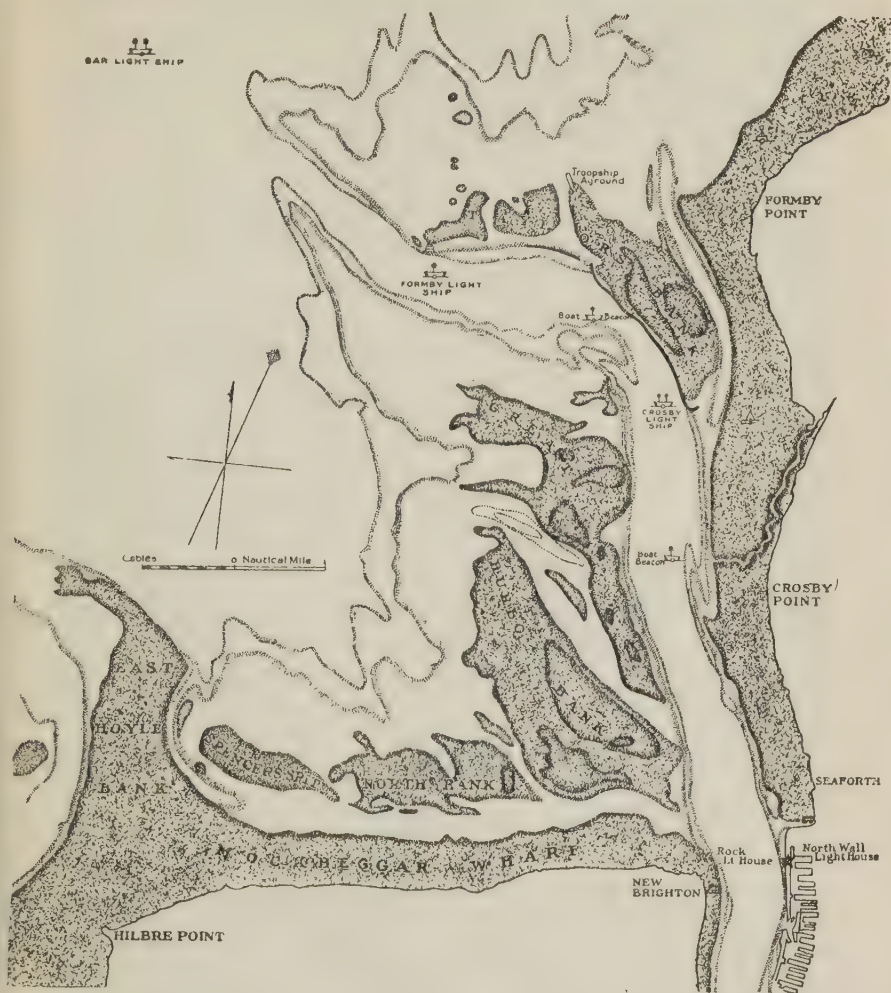 BAR LIGHT SHIP
Troopship
Aground
FORMBY
POINT
FORMBY LIGHT
SHIP
Boat Beacon
CROSBY
LIGHT
SHIP
Cables o Nautical Mile
Boat
Beacon
CROSBY
POINT
EAST
HOYLE
BANK
BANK
NORTH BANK
SEAFORTH
BEGGAR WHARF
Rock
Lt House
North Wall
Light House
NEW
BRIGHTON
HILBRE POINT